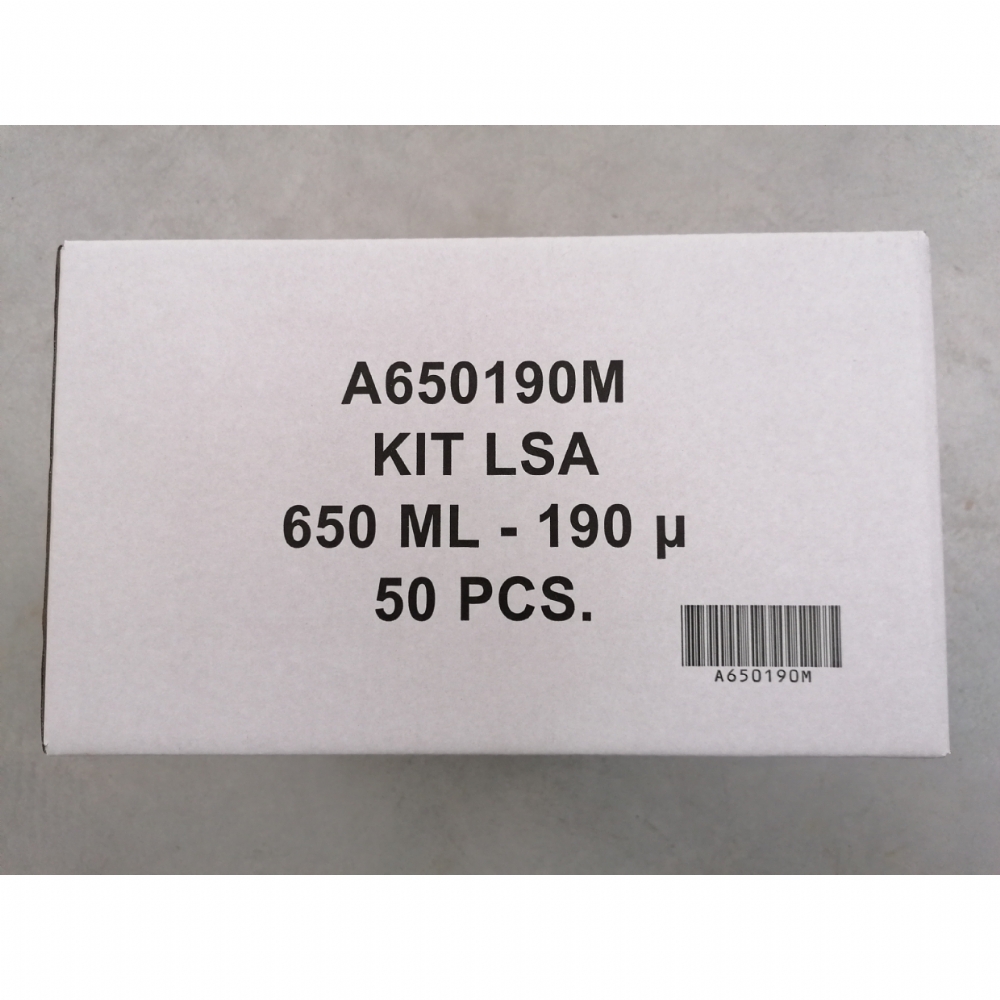 A650190M
KIT LSA
650 ML - 190 µ
50 PCS.
A650190M